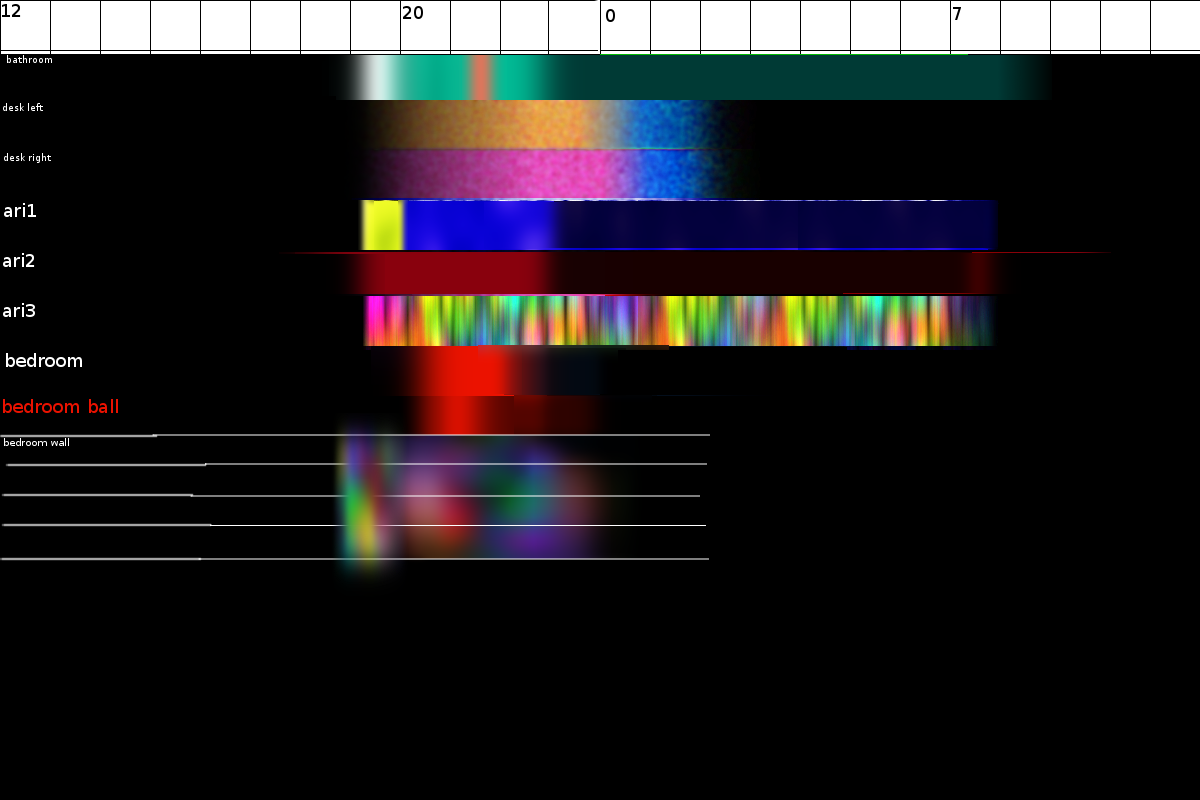 12 20 0 7
bathroom
desk left
desk right
ari1
ari2
ari3
bedroom
bedroom ball
bedroom wall